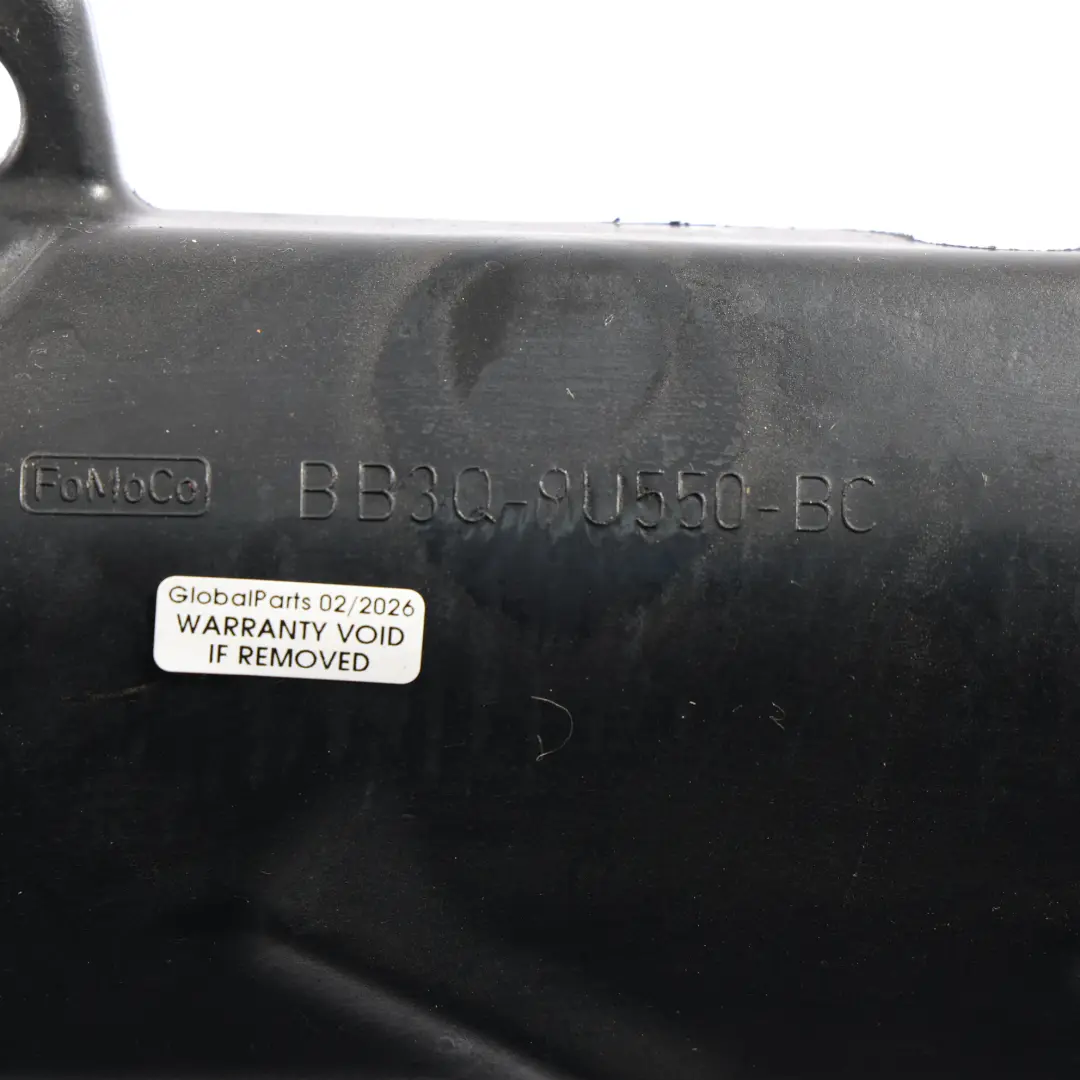 FoMoCo BB3Q-9U550-BC
GlobalParts 02/2026
WARRANTY VOID
IF REMOVED